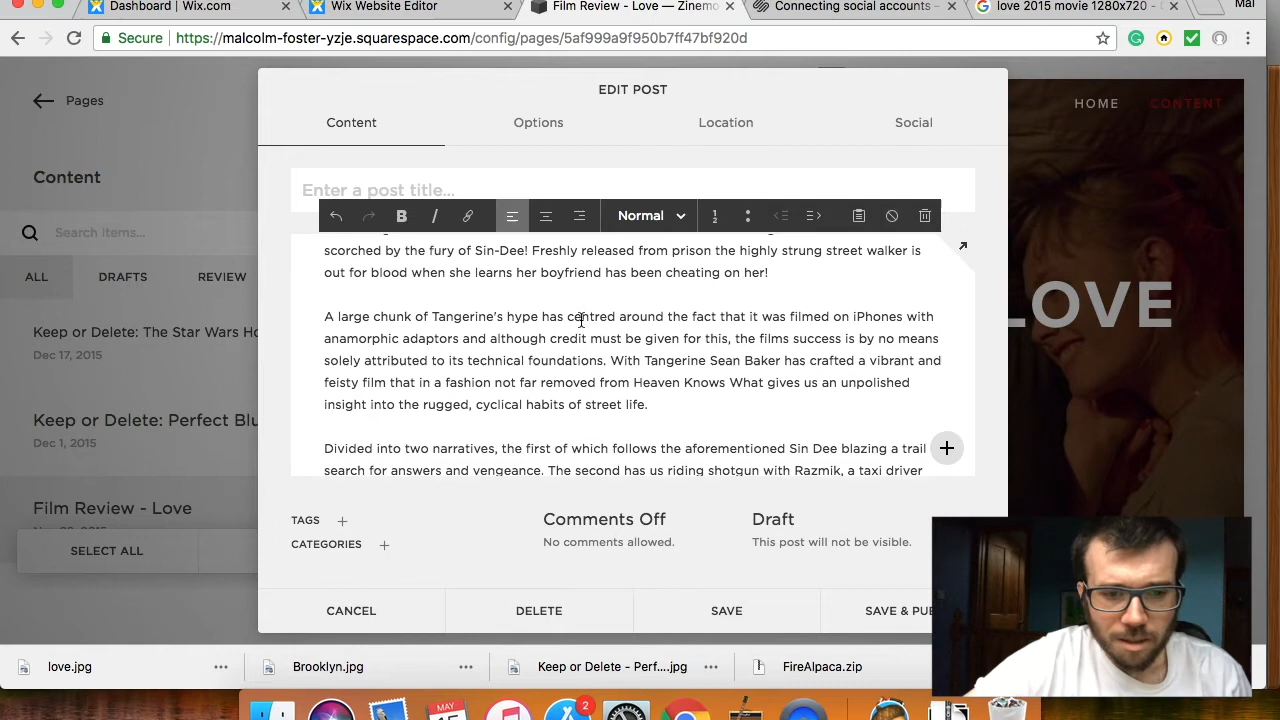 Dashboard | Wix.com
Wix Website Editor
Film Review - Love — Zinemo
Connecting social accounts –
love 2015 movie 1280x720 -
Mal
Secure
https://malcolm-foster-yzje.squarespace.com/config/pages/5af999a9f950b7ff47bf920d
Pages
EDIT POST
HOME
CONTENT
Content
Options
Location
Social
Content
Enter a post title...
B
I
Normal
Search items...
scorched by the fury of Sin-Dee! Freshly released from prison the highly strung street walker is
out for blood when she learns her boyfriend has been cheating on her!
ALL
DRAFTS
REVIEW
LOVE
A large chunk of Tangerine's hype has centred around the fact that it was filmed on iPhones with
Keep or Delete: The Star Wars Ho
anamorphic adaptors and although credit must be given for this, the films success is by no means
solely attributed to its technical foundations. With Tangerine Sean Baker has crafted a vibrant and
feisty film that in a fashion not far removed from Heaven Knows What gives us an unpolished
insight into the rugged, cyclical habits of street life.
Keep or Delete: Perfect Blu
Dec 1, 2015
Divided into two narratives, the first of which follows the aforementioned Sin Dee blazing a trail
search for answers and vengeance. The second has us riding shotgun with Razmik, a taxi driver
Film Review - Love
TAGS
Comments Off
Draft
CATEGORIES
No comments allowed.
This post will not be visible.
SELECT ALL
CANCEL
DELETE
SAVE
SAVE & PU
love.jpg
Brooklyn.jpg
Keep or Delete - Perf....jpg
FireAlpaca.zip
MAY
2